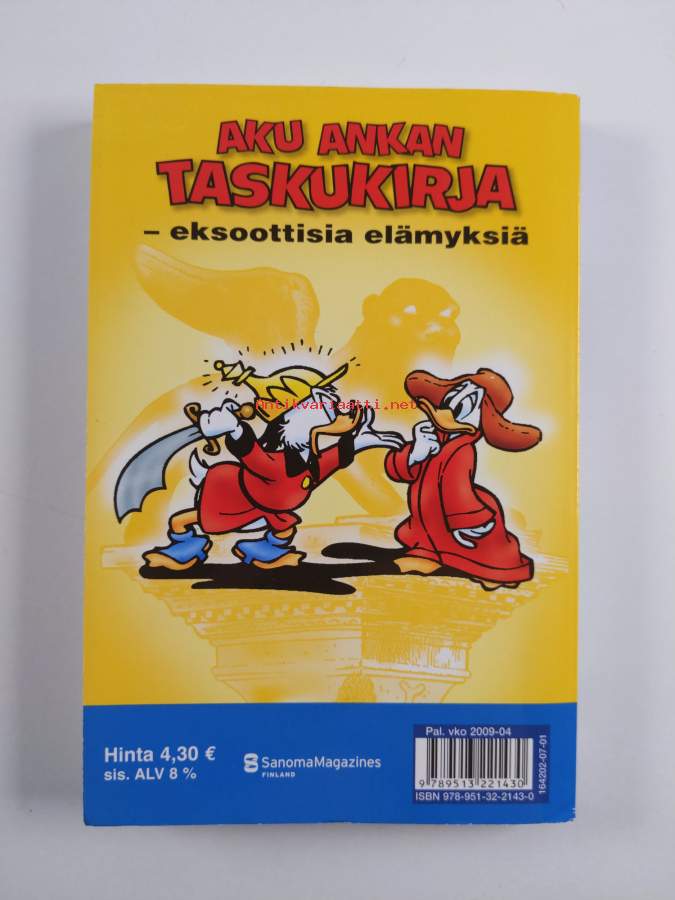 AKU ANKAN
TASKUKIRJA
– eksoottisia elämyksiä
Antikvariaatti.net
Hinta 4,30 €
sis. ALV 8 %
SanomaMagazines
FINLAND
Pal. vko 2009-04
9 789513 221430
ISBN 978-951-32-2143-0
164202-07-01